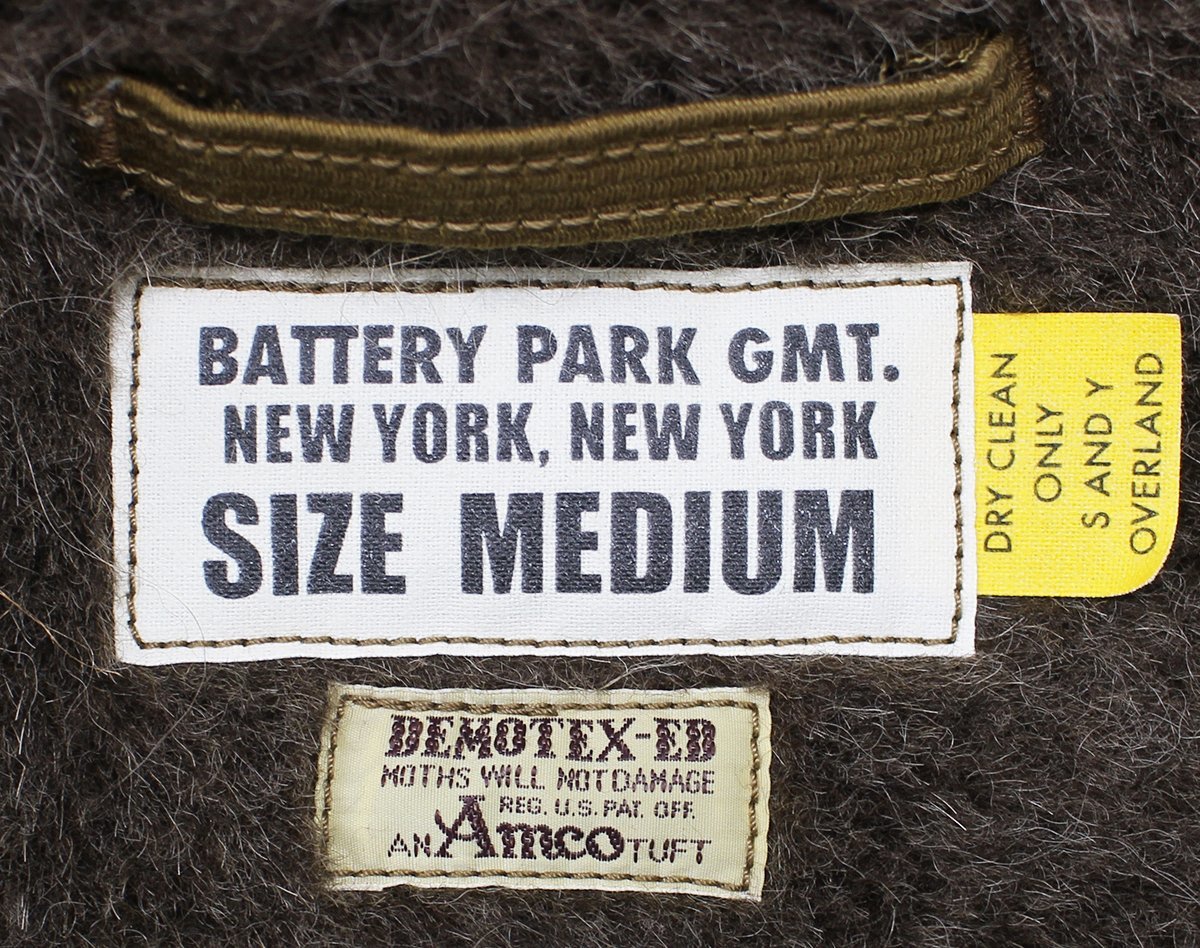 BATTERY PARK GMT.
NEW YORK, NEW YORK
SIZE MEDIUM
DRY CLEAN
ONLY
S AND Y
OVERLAND
DEMOTEX-ED
MOTHS WILL NOT DAMAGE
REG. U.S. PAT. OFF.
AN Amco TUFT